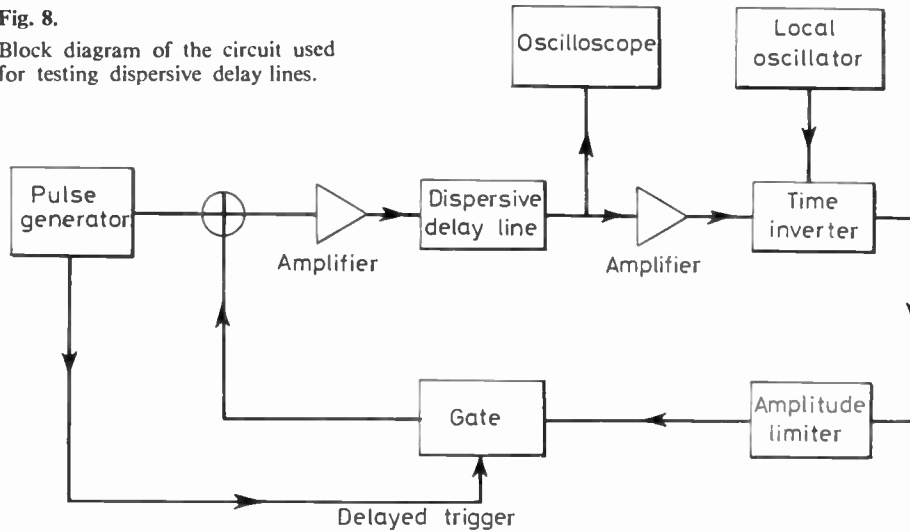 Fig. 8.
Block diagram of the circuit used
for testing dispersive delay lines.
Oscilloscope
Local
oscillator
Pulse
generator
Amplifier
Dispersive
delay line
Amplifier
Time
inverter
Gate
Amplitude
limiter
Delayed trigger